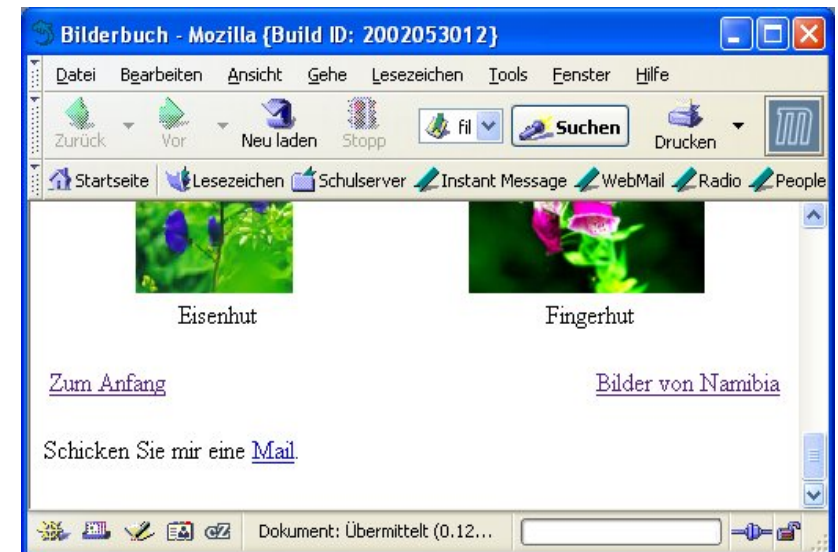 Bilderbuch - Mozilla {Build ID: 2002053012}
Datei Bearbeiten Ansicht Gehe Lesezeichen Tools Fenster Hilfe
Zurück Vor Neu laden Stopp fil Suchen Drucken
Startseite Lesezeichen Schulserver Instant Message WebMail Radio People
Eisenhut Fingerhut
Zum Anfang Bilder von Namibia
Schicken Sie mir eine Mail.
Dokument: Übermittelt (0.12...